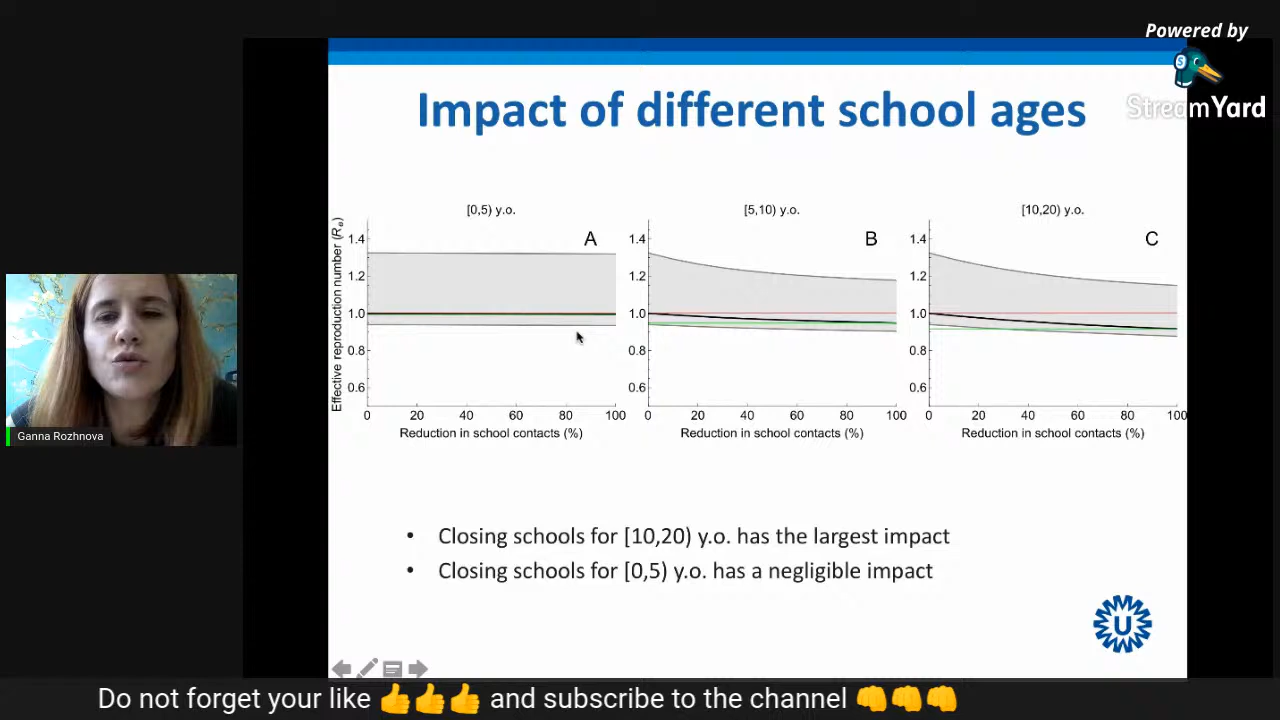 Powered by
StreamYard
Impact of different school ages
[0,5) y.o.
[5,10) y.o.
[10,20) y.o.
A
B
C
Effective reproduction number (Re)
1.4
1.2
1.0
0.8
0.6
0 20 40 60 80 100
Reduction in school contacts (%)
1.4
1.2
1.0
0.8
0.6
0 20 40 60 80 100
Reduction in school contacts (%)
1.4
1.2
1.0
0.8
0.6
0 20 40 60 80 100
Reduction in school contacts (%)
Ganna Rozhnova
• Closing schools for [10,20) y.o. has the largest impact
• Closing schools for [0,5) y.o. has a negligible impact
U
Do not forget your like 👍👍👍 and subscribe to the channel 👊👊👊